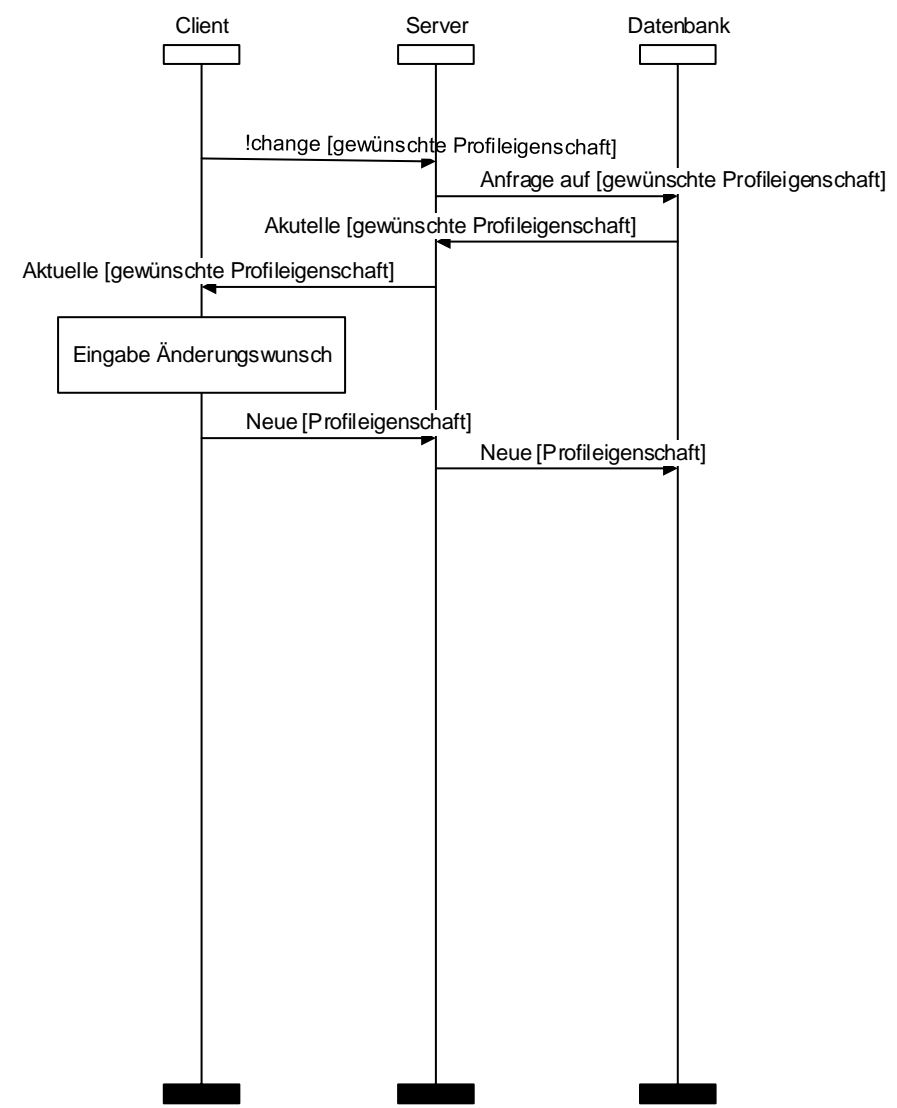 Client
Server
Datenbank
!change [gewünschte Profileigenschaft]
Anfrage auf [gewünschte Profileigenschaft]
Akutelle [gewünschte Profileigenschaft]
Aktuelle [gewünschte Profileigenschaft]
Eingabe Änderungswunsch
Neue [Profileigenschaft]
Neue [Profileigenschaft]